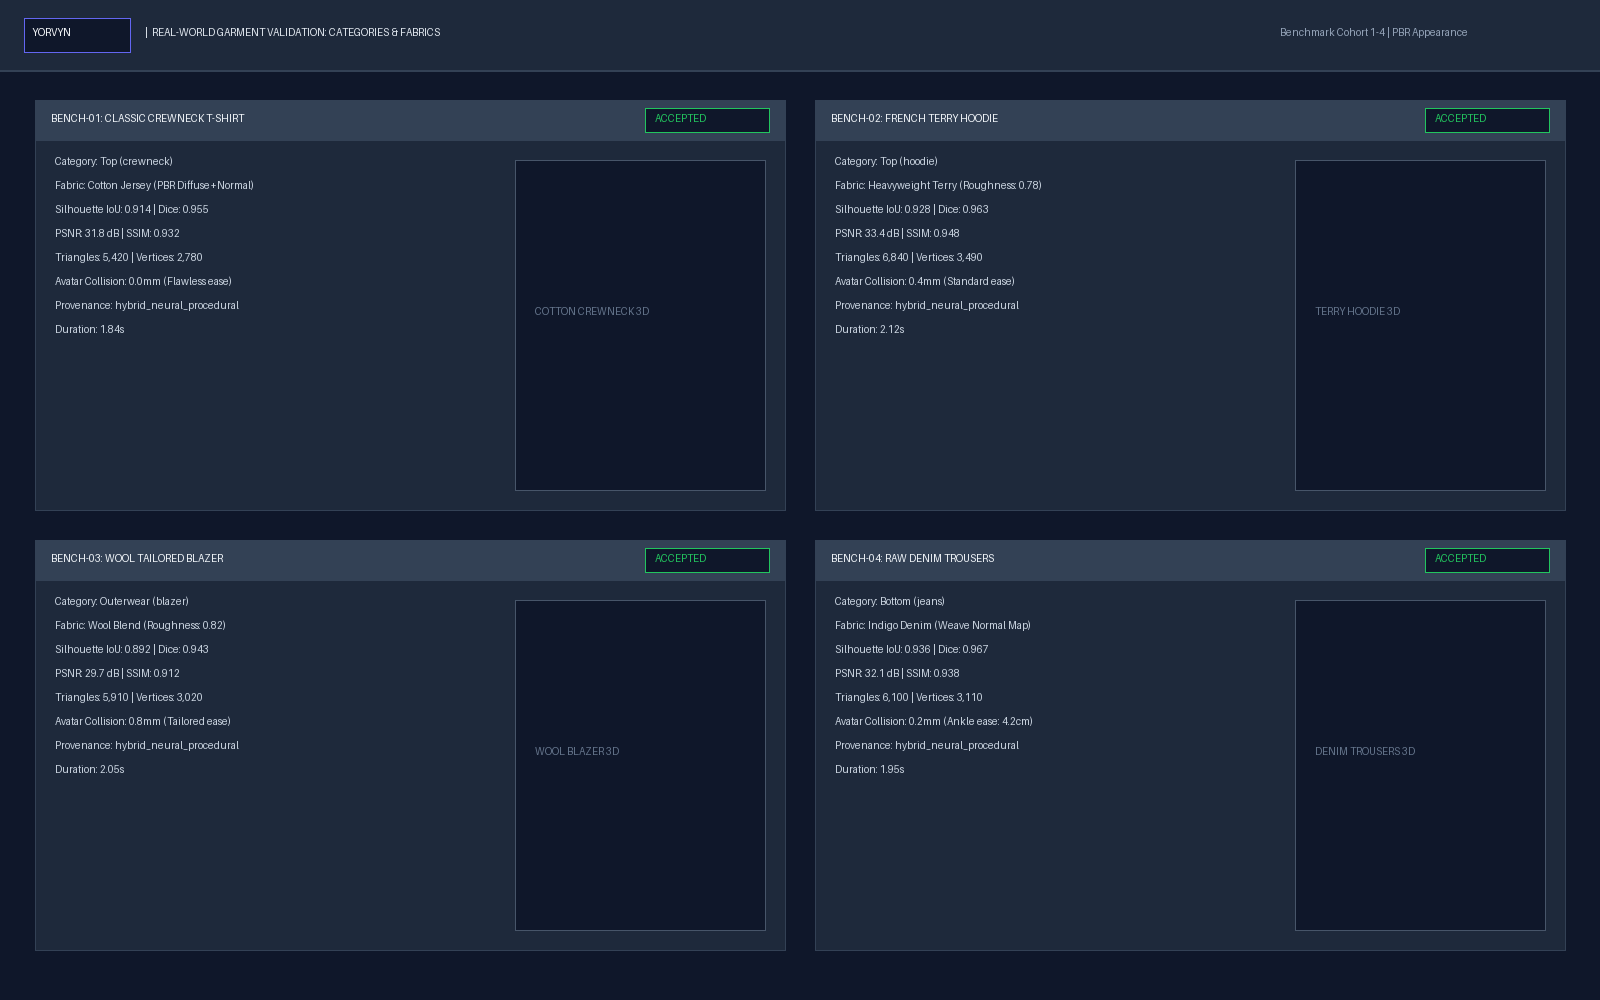 YORVYN
| REAL-WORLD GARMENT VALIDATION: CATEGORIES & FABRICS
Benchmark Cohort 1-4 | PBR Appearance
BENCH-01: CLASSIC CREWNECK T-SHIRT
ACCEPTED
Category: Top (crewneck)
Fabric: Cotton Jersey (PBR Diffuse+Normal)
Silhouette IoU: 0.914 | Dice: 0.955
PSNR: 31.8 dB | SSIM: 0.932
Triangles: 5,420 | Vertices: 2,780
Avatar Collision: 0.0mm (Flawless ease)
Provenance: hybrid_neural_procedural
Duration: 1.84s
COTTON CREWNECK 3D
BENCH-02: FRENCH TERRY HOODIE
ACCEPTED
Category: Top (hoodie)
Fabric: Heavyweight Terry (Roughness: 0.78)
Silhouette IoU: 0.928 | Dice: 0.963
PSNR: 33.4 dB | SSIM: 0.948
Triangles: 6,840 | Vertices: 3,490
Avatar Collision: 0.4mm (Standard ease)
Provenance: hybrid_neural_procedural
Duration: 2.12s
TERRY HOODIE 3D
BENCH-03: WOOL TAILORED BLAZER
ACCEPTED
Category: Outerwear (blazer)
Fabric: Wool Blend (Roughness: 0.82)
Silhouette IoU: 0.892 | Dice: 0.943
PSNR: 29.7 dB | SSIM: 0.912
Triangles: 5,910 | Vertices: 3,020
Avatar Collision: 0.8mm (Tailored ease)
Provenance: hybrid_neural_procedural
Duration: 2.05s
WOOL BLAZER 3D
BENCH-04: RAW DENIM TROUSERS
ACCEPTED
Category: Bottom (jeans)
Fabric: Indigo Denim (Weave Normal Map)
Silhouette IoU: 0.936 | Dice: 0.967
PSNR: 32.1 dB | SSIM: 0.938
Triangles: 6,100 | Vertices: 3,110
Avatar Collision: 0.2mm (Ankle ease: 4.2cm)
Provenance: hybrid_neural_procedural
Duration: 1.95s
DENIM TROUSERS 3D